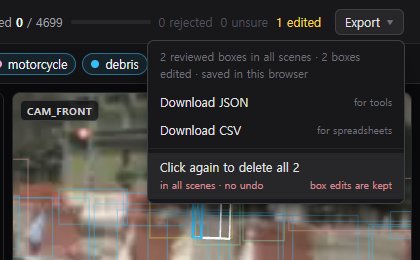 ed 0 / 4699 0 rejected 0 unsure 1 edited Export
motorcycle debris
2 reviewed boxes in all scenes · 2 boxes
edited · saved in this browser
CAM_FRONT
Download JSON for tools
Download CSV for spreadsheets
Click again to delete all 2
in all scenes · no undo box edits are kept